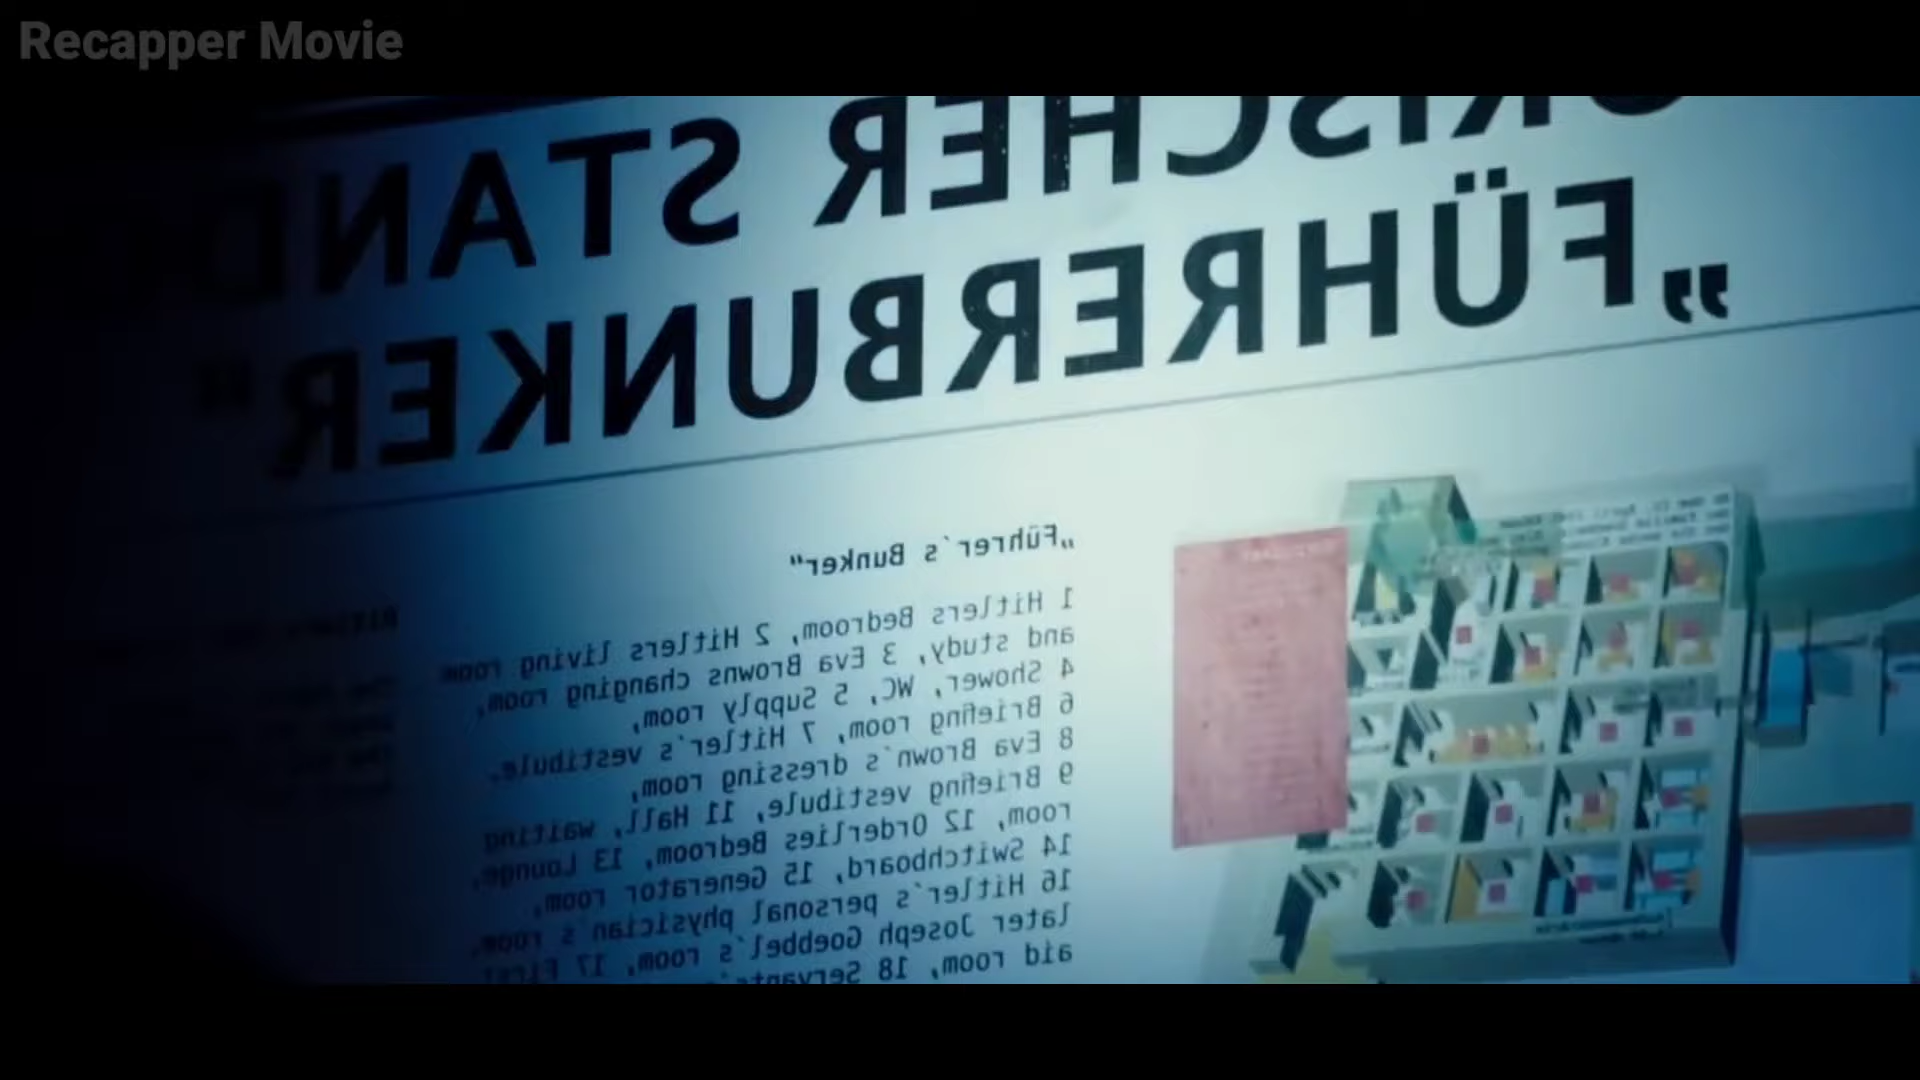 Recapper Movie
RISCHER STAND
„FÜHRERBUNKER“
„Führer´s Bunker“
1 Hitlers Bedroom, 2 Hitlers living room
and study, 3 Eva Browns changing room,
4 Shower, WC, 5 Supply room,
6 Briefing room, 7 Hitler´s vestibule,
8 Eva Brown´s dressing room,
9 Briefing vestibule, 11 Hall, waiting
room, 12 Orderlies Bedroom, 13 Lounge,
14 Switchboard, 15 Generator room,
16 Hitler´s personal physician´s room,
later Joseph Goebbel´s room, 17 First
aid room, 18 Servants´